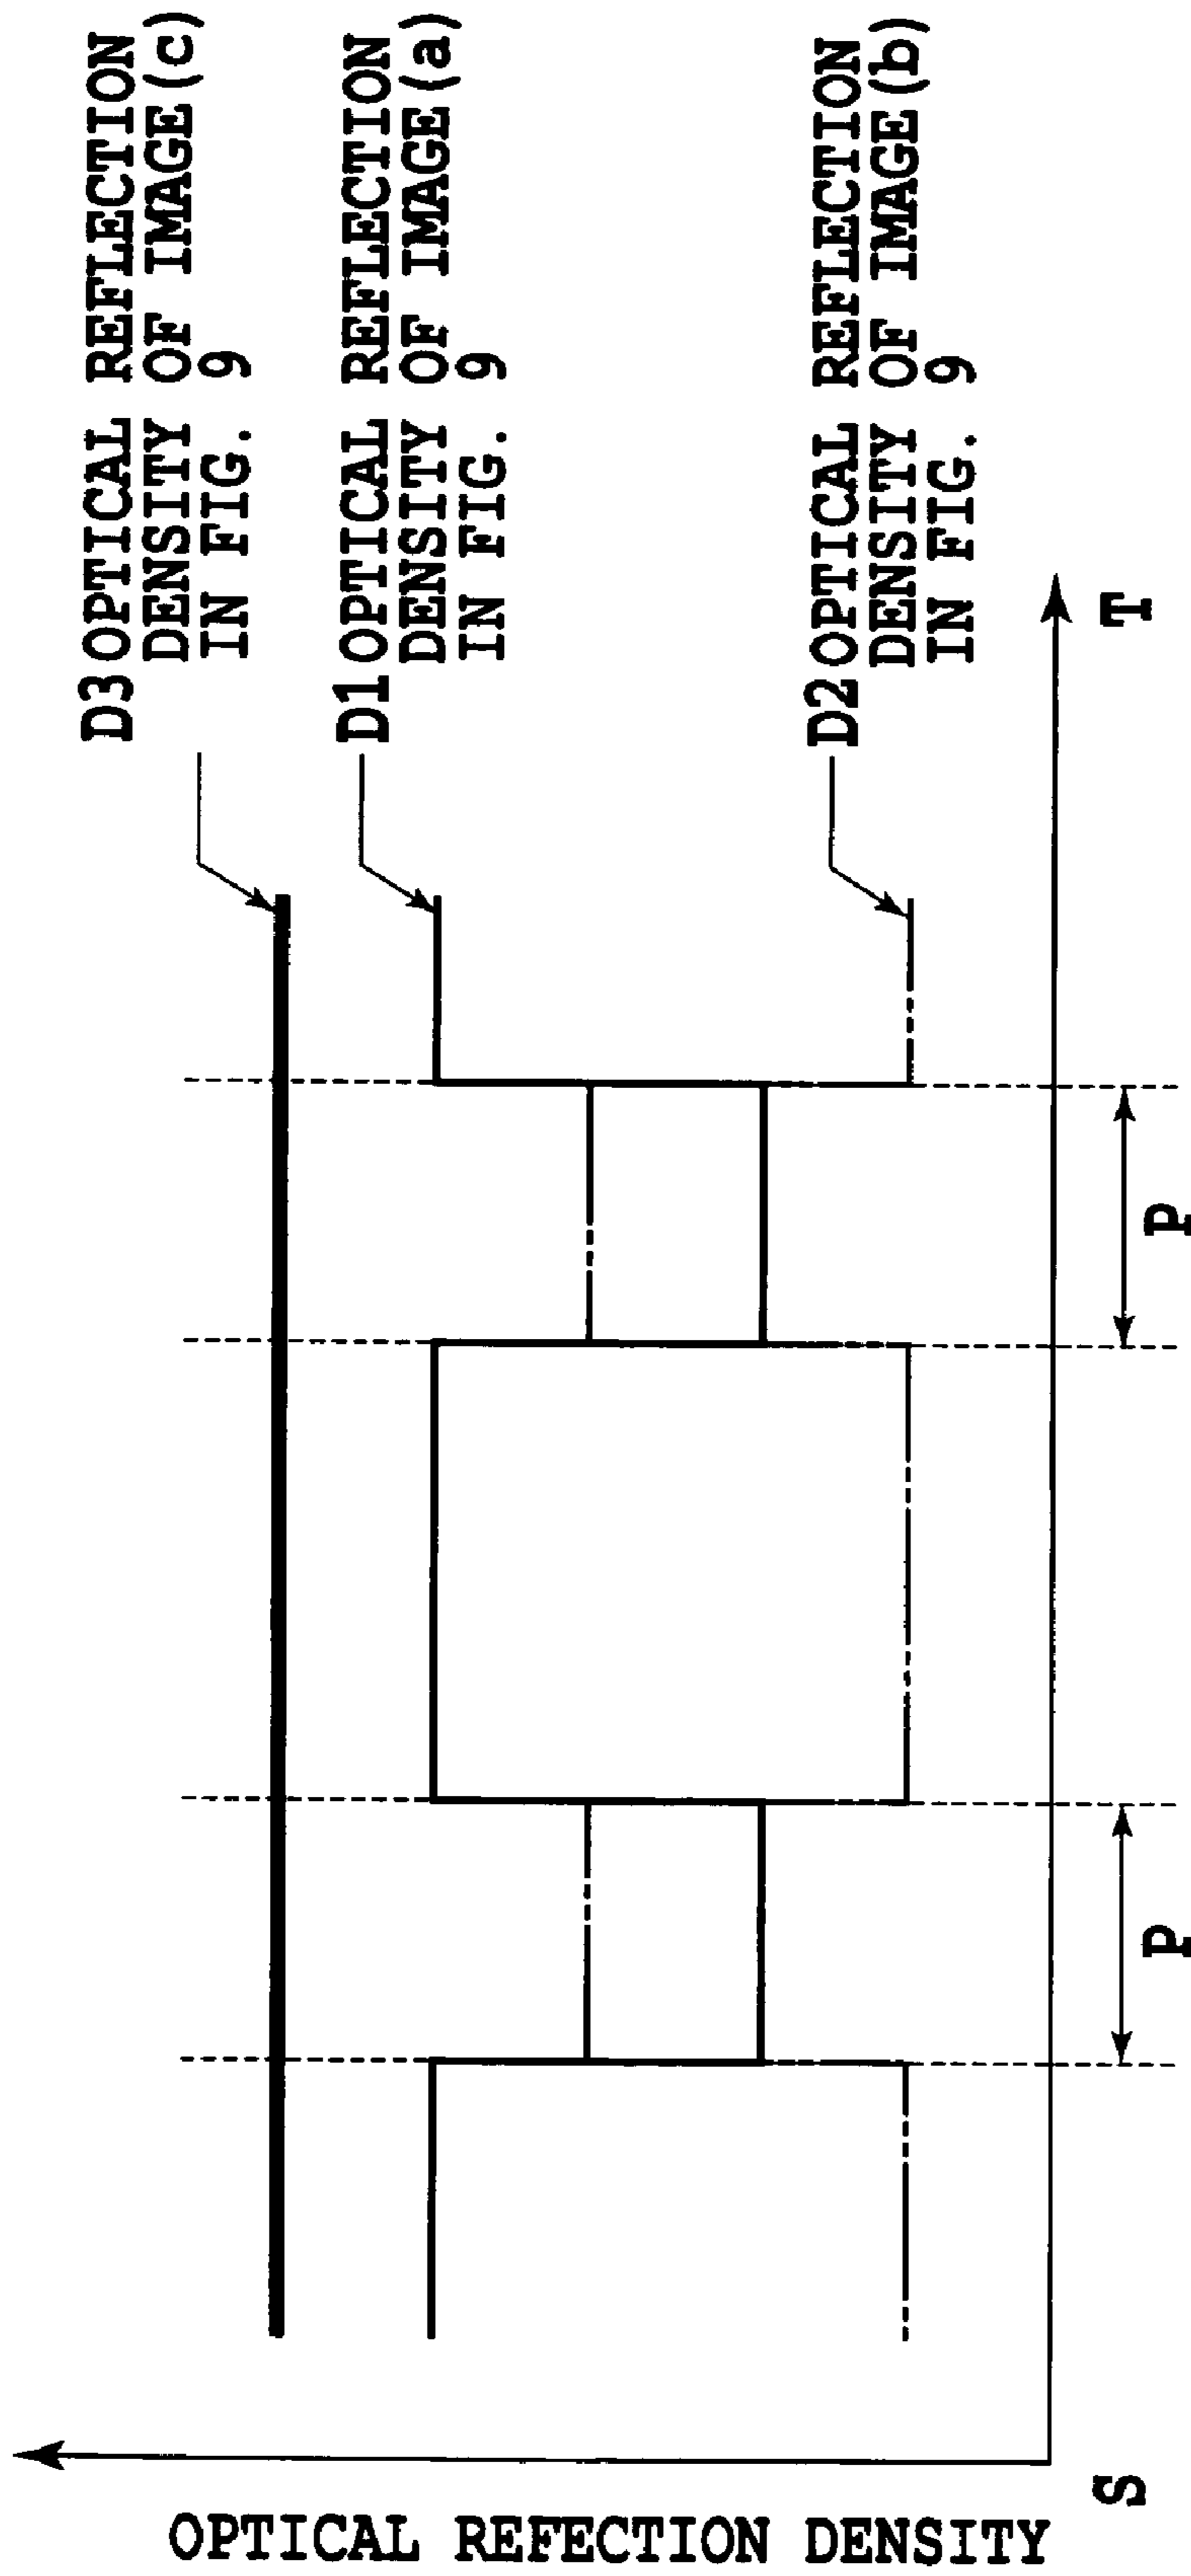 D3 OPTICAL REFLECTION
DENSITY OF IMAGE(c)
IN FIG. 9
D1 OPTICAL REFLECTION
DENSITY OF IMAGE(a)
IN FIG. 9
D2 OPTICAL REFLECTION
DENSITY OF IMAGE(b)
IN FIG. 9
OPTICAL REFECTION DENSITY
P
P
S
T